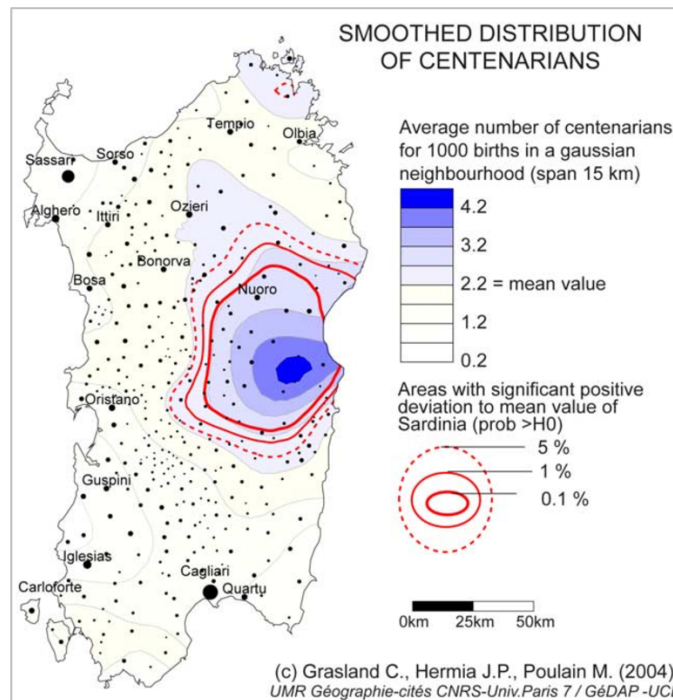 SMOOTHED DISTRIBUTION
OF CENTENARIANS
Average number of centenarians
for 1000 births in a gaussian
neighbourhood (span 15 km)
4.2
3.2
2.2 = mean value
1.2
0.2
Areas with significant positive
deviation to mean value of
Sardinia (prob >H0)
5 %
1 %
0.1 %
0km 25km 50km
Tempio
Olbia
Sorso
Sassari
Ozieri
Alghero
Ittiri
Bonorva
Bosa
Nuoro
Oristano
Guspini
Iglesias
Cagliari
Carloforte
Quartu
(c) Grasland C., Hermia J.P., Poulain M. (2004)
UMR Géographie-cités CNRS-Univ.Paris 7 / GéDAP -UCL